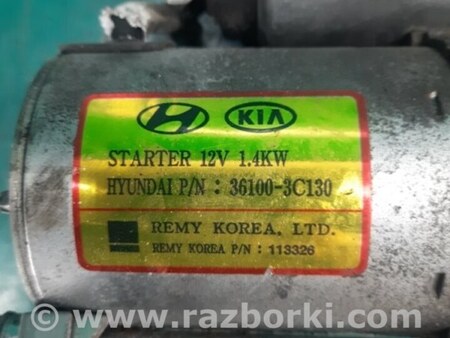 KIA
STARTER 12V 1.4KW
HYUNDAI P/N : 36100-3C130
REMY KOREA, LTD.
REMY KOREA P/N : 113326
© www.razborki.com